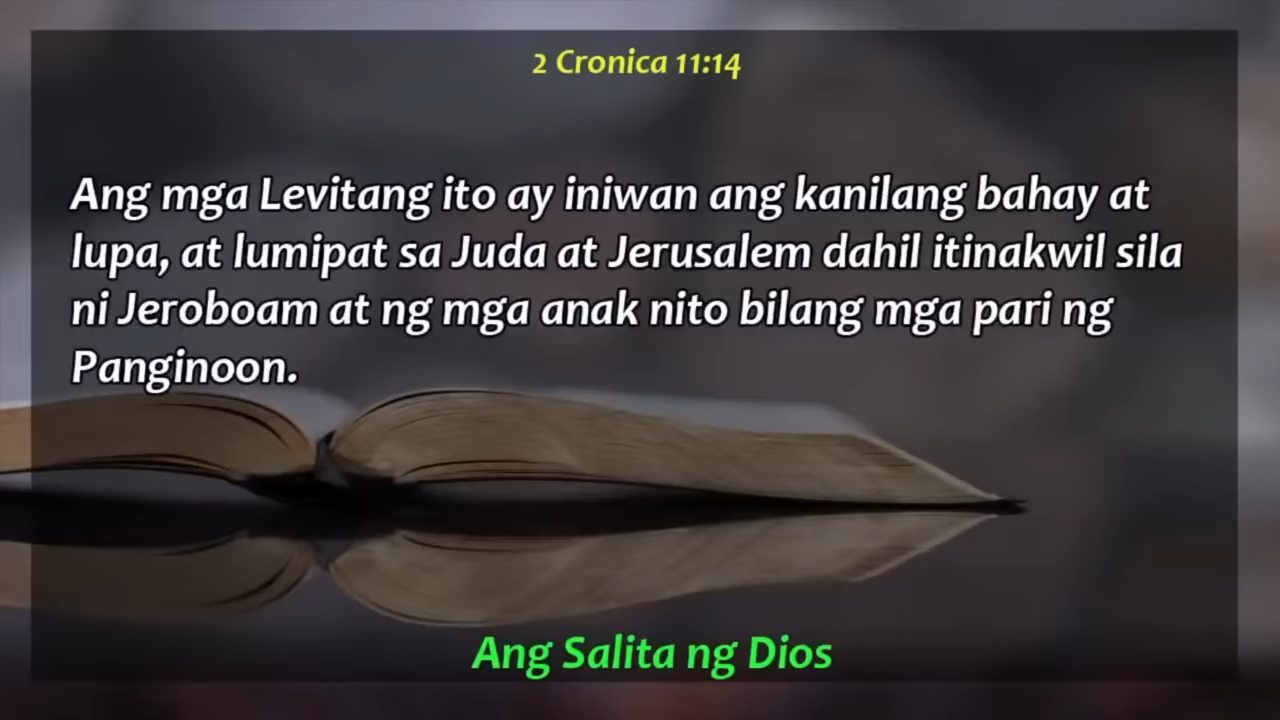 2 Cronica 11:14
Ang mga Levitang ito ay iniwan ang kanilang bahay at
lupa, at lumipat sa Juda at Jerusalem dahil itinakwil sila
ni Jeroboam at ng mga anak nito bilang mga pari ng
Panginoon.
Ang Salita ng Dios